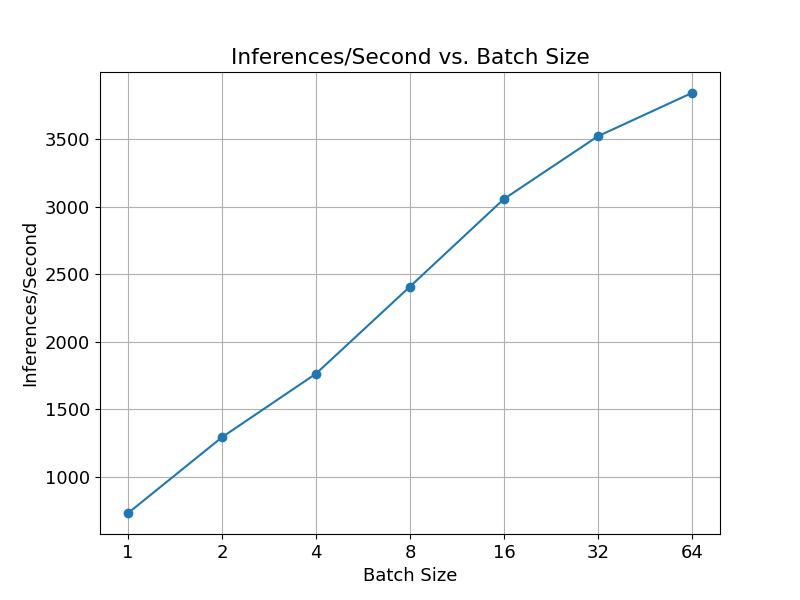 Inferences/Second vs. Batch Size
3500
3000
2500
2000
1500
1000
Inferences/Second
1 2 4 8 16 32 64
Batch Size